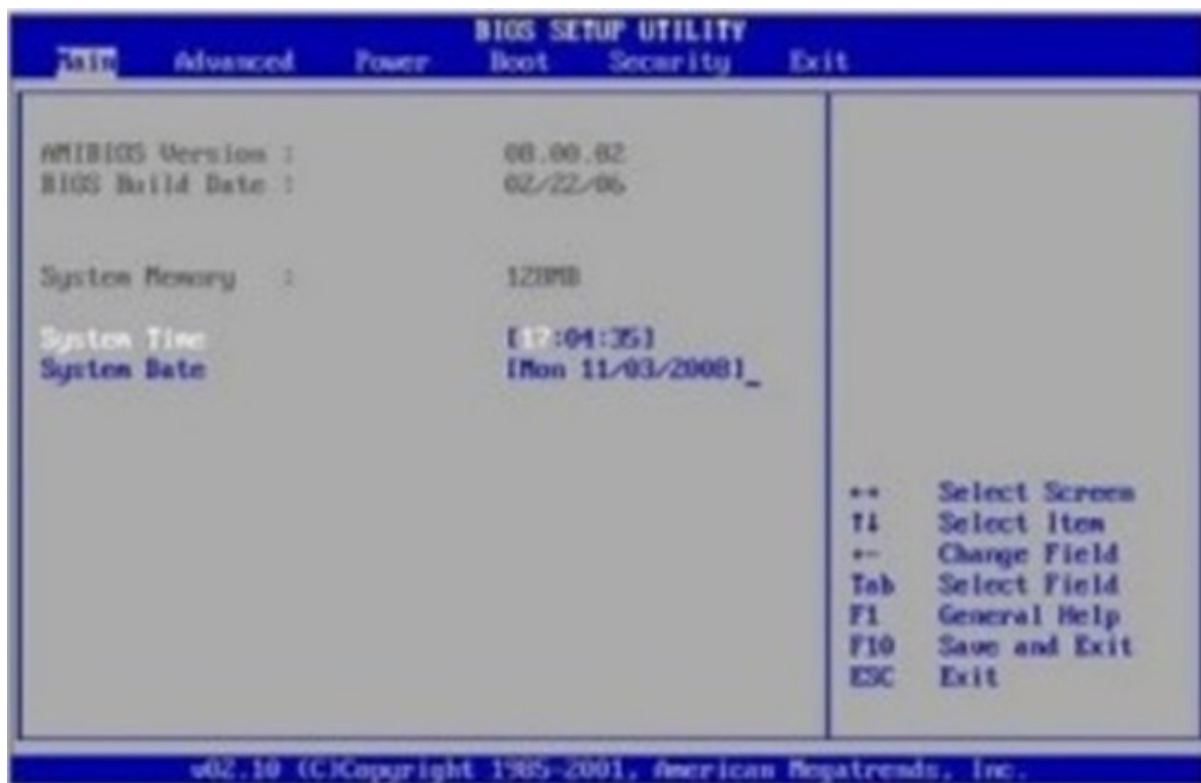 BIOS SETUP UTILITY
Main Advanced Power Boot Security Exit
AMIBIOS Version : 08.00.02
BIOS Build Date : 02/22/06
System Memory : 128MB
System Time [17:04:35]
System Date [Mon 11/03/2008]_
←→ Select Screen
↑↓ Select Item
+- Change Field
Tab Select Field
F1 General Help
F10 Save and Exit
ESC Exit
v02.10 (C)Copyright 1985-2001, American Megatrends, Inc.